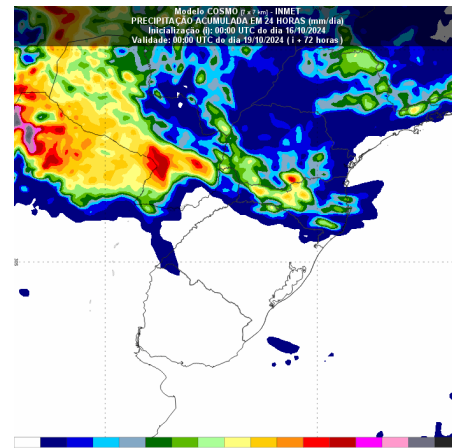 Modelo COSMO [7 x 7 km] - INMET
PRECIPITAÇÃO ACUMULADA EM 24 HORAS (mm/dia)
Inicialização (i): 00:00 UTC do dia 16/10/2024
Validade: 00:00 UTC do dia 19/10/2024 ( i + 72 horas )